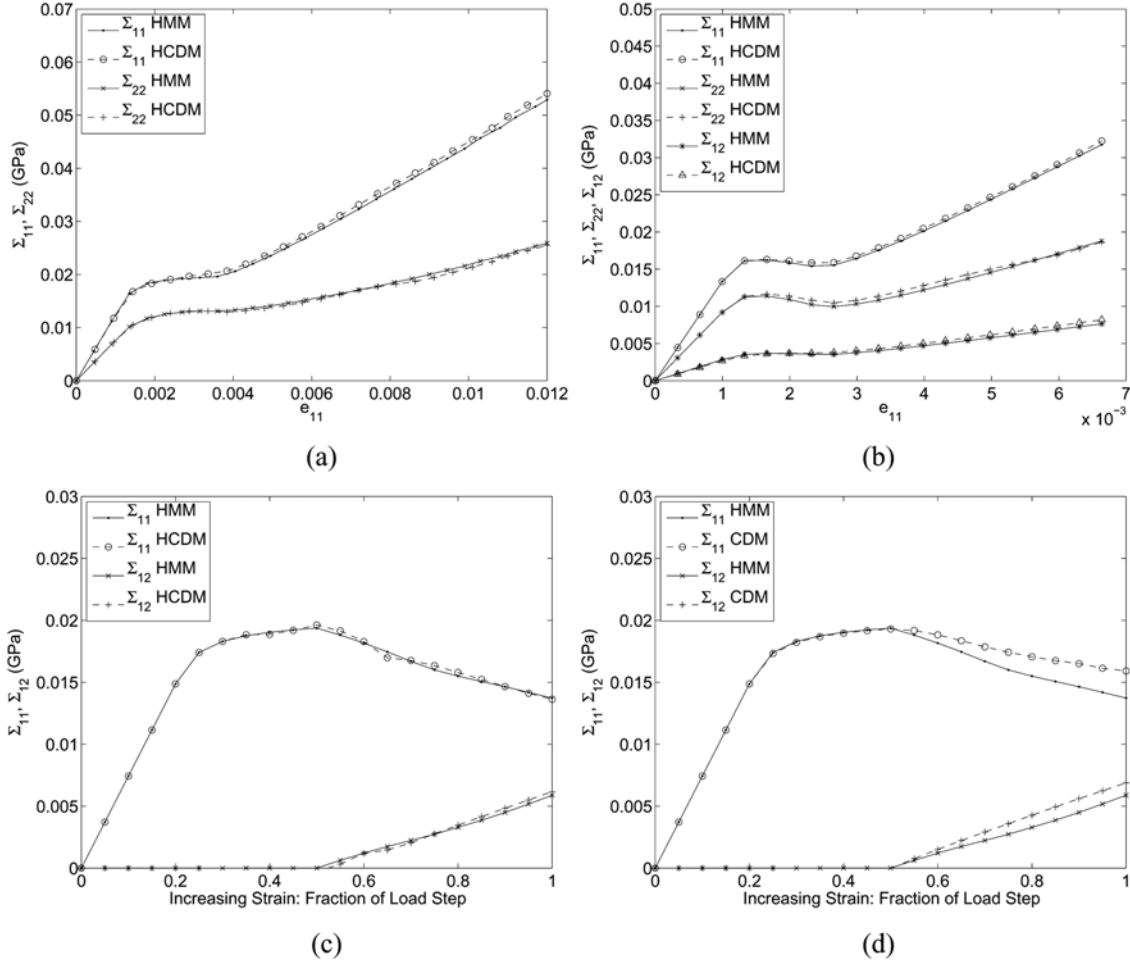 0.07
0.06
0.05
0.04
0.03
0.02
0.01
0
Σ11, Σ22 (GPa)
Σ11 HMM
Σ11 HCDM
Σ22 HMM
Σ22 HCDM
0 0.002 0.004 0.006 0.008 0.01 0.012
e11
(a)
0.05
0.045
0.04
0.035
0.03
0.025
0.02
0.015
0.01
0.005
0
Σ11, Σ22, Σ12 (GPa)
Σ11 HMM
Σ11 HCDM
Σ22 HMM
Σ22 HCDM
Σ12 HMM
Σ12 HCDM
0 1 2 3 4 5 6 7
e11
x 10^-3
(b)
0.03
0.025
0.02
0.015
0.01
0.005
0
Σ11, Σ12 (GPa)
Σ11 HMM
Σ11 HCDM
Σ12 HMM
Σ12 HCDM
0 0.2 0.4 0.6 0.8 1
Increasing Strain: Fraction of Load Step
(c)
0.03
0.025
0.02
0.015
0.01
0.005
0
Σ11, Σ12 (GPa)
Σ11 HMM
Σ11 CDM
Σ12 HMM
Σ12 CDM
0 0.2 0.4 0.6 0.8 1
Increasing Strain: Fraction of Load Step
(d)